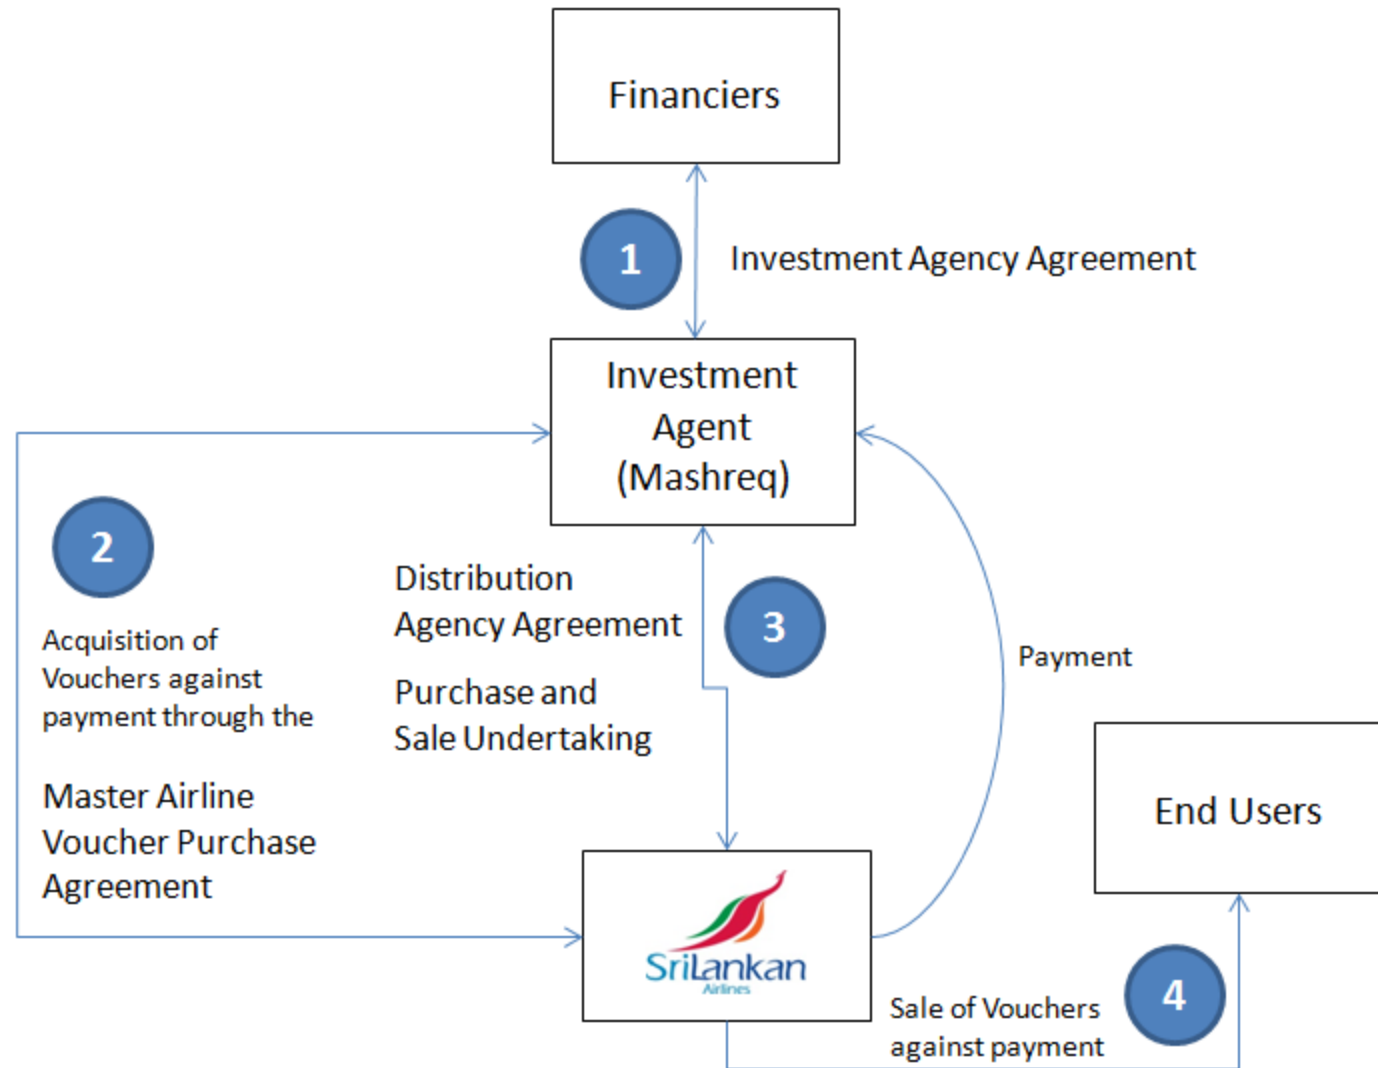 Financiers
1
Investment Agency Agreement
Investment
Agent
(Mashreq)
2
Acquisition of
Vouchers against
payment through the
Master Airline
Voucher Purchase
Agreement
Distribution
Agency Agreement
Purchase and
Sale Undertaking
3
Payment
End Users
SriLankan
Airlines
Sale of Vouchers
against payment
4